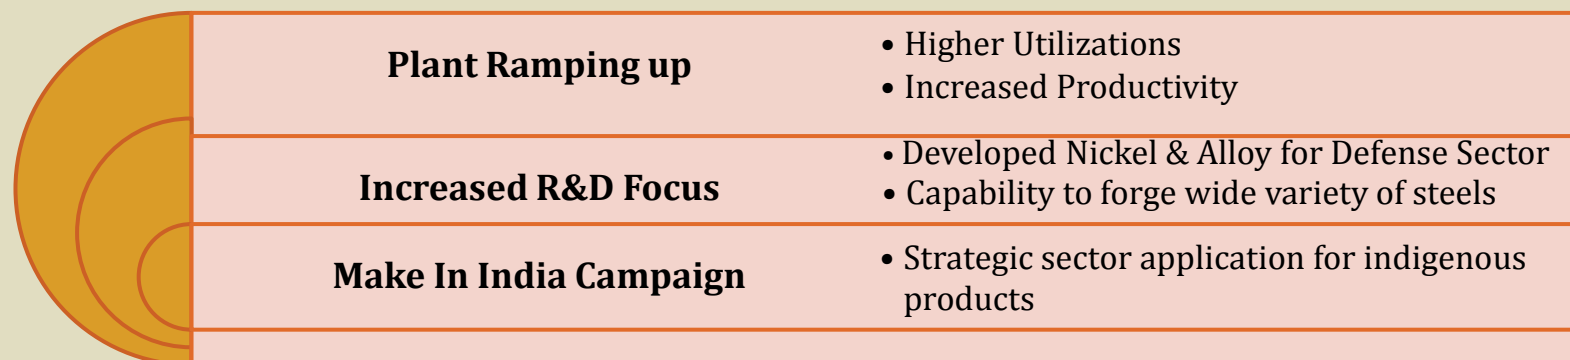 Plant Ramping up
• Higher Utilizations
• Increased Productivity
Increased R&D Focus
• Developed Nickel & Alloy for Defense Sector
• Capability to forge wide variety of steels
Make In India Campaign
• Strategic sector application for indigenous
products